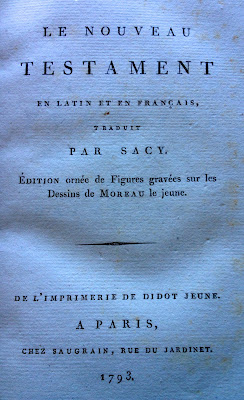 LE NOUVEAU
TESTAMENT
EN LATIN ET EN FRANÇAIS,
TRADUIT
PAR SACY.
ÉDITION ornée de Figures gravées sur les
Dessins de MOREAU le jeune.
DE L'IMPRIMERIE DE DIDOT JEUNE.
A PARIS,
CHEZ SAUGRAIN, RUE DU JARDINET.
1793.